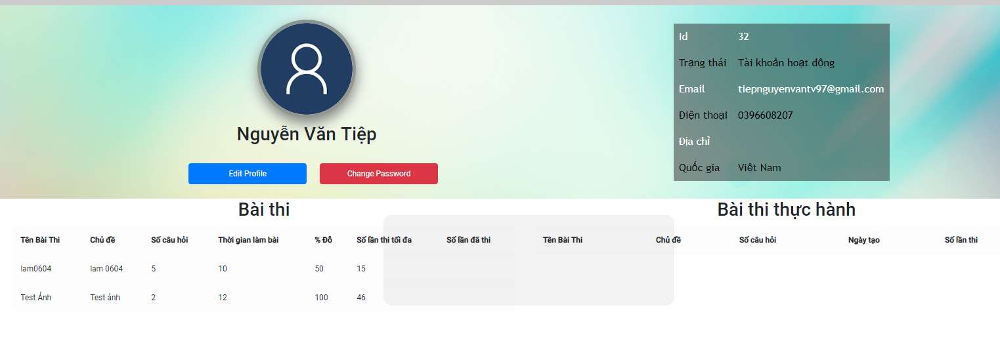 Id 32
Trạng thái Tài khoản hoạt động
Email tiepnguyenvantv97@gmail.com
Điện thoại 0396608207
Địa chỉ
Quốc gia Việt Nam
Nguyễn Văn Tiệp
Edit Profile Change Password
Bài thi
Tên Bài Thi Chủ đề Số câu hỏi Thời gian làm bài % Đỗ Số lần thi tối đa Số lần đã thi
lam0604 lam 0604 5 10 50 15
Test Ảnh Test ảnh 2 12 100 46
Bài thi thực hành
Tên Bài Thi Chủ đề Số câu hỏi Ngày tạo Số lần thi